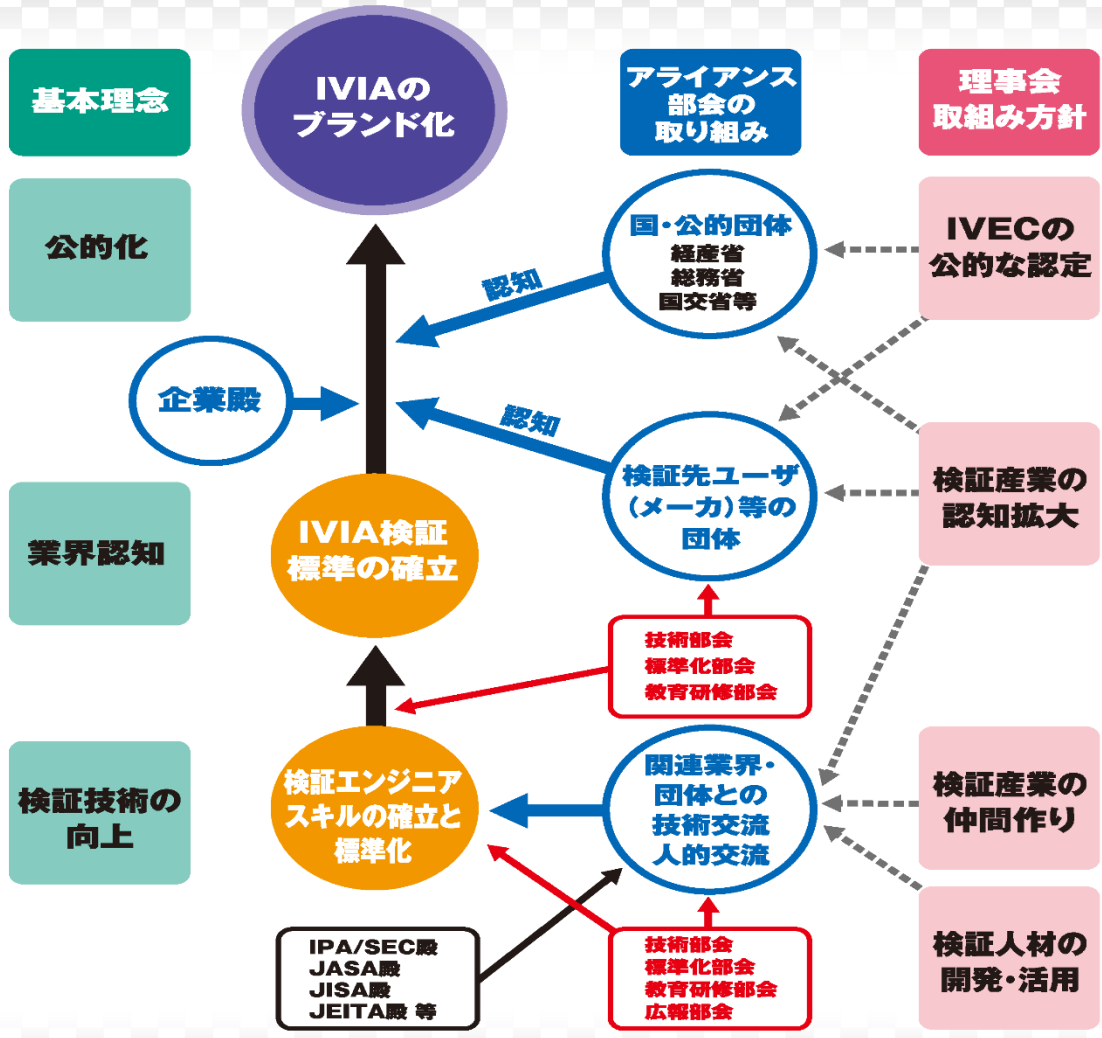 基本理念
IVIAの
ブランド化
アライアンス
部会の
取り組み
理事会
取組み方針
公的化
国・公的団体
経産省
総務省
国交省等
IVECの
公的な認定
認知
企業殿
認知
業界認知
IVIA検証
標準の確立
検証先ユーザ
(メーカ)等の
団体
検証産業の
認知拡大
技術部会
標準化部会
教育研修部会
検証技術の
向上
検証エンジニア
スキルの確立と
標準化
関連業界・
団体との
技術交流
人的交流
検証産業の
仲間作り
IPA/SEC殿
JASA殿
JISA殿
JEITA殿 等
技術部会
標準化部会
教育研修部会
広報部会
検証人材の
開発・活用